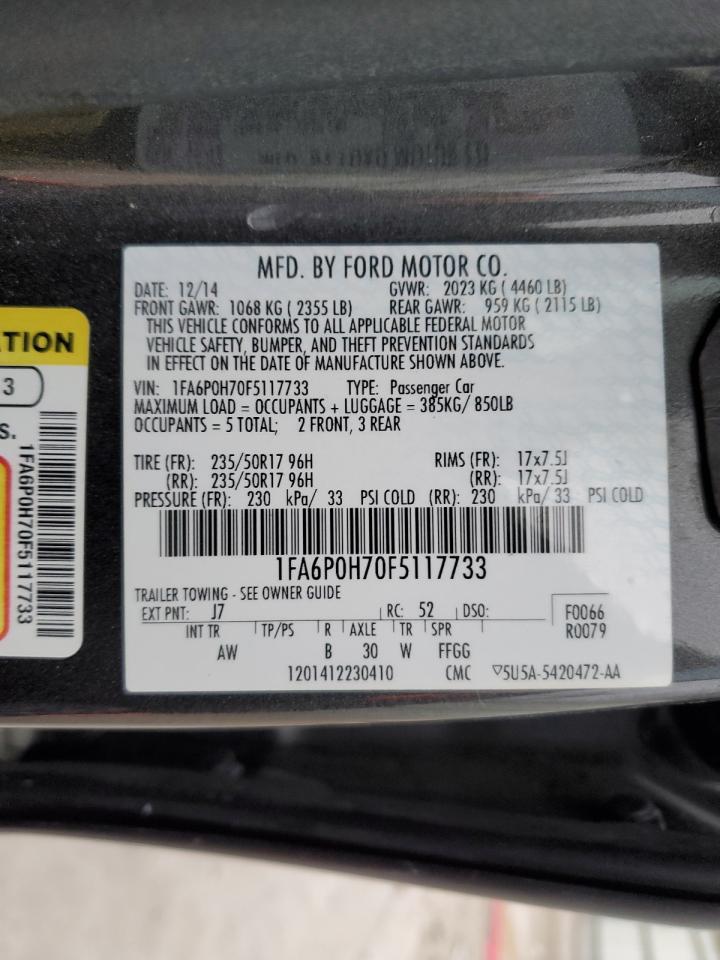 MFD. BY FORD MOTOR CO.
DATE: 12/14 GVWR: 2023 KG ( 4460 LB)
FRONT GAWR: 1068 KG ( 2355 LB) REAR GAWR: 959 KG ( 2115 LB)
THIS VEHICLE CONFORMS TO ALL APPLICABLE FEDERAL MOTOR
VEHICLE SAFETY, BUMPER, AND THEFT PREVENTION STANDARDS
IN EFFECT ON THE DATE OF MANUFACTURE SHOWN ABOVE.
VIN: 1FA6P0H70F5117733 TYPE: Passenger Car
MAXIMUM LOAD = OCCUPANTS + LUGGAGE = 385KG/ 850LB
OCCUPANTS = 5 TOTAL; 2 FRONT, 3 REAR
TIRE (FR): 235/50R17 96H RIMS (FR): 17x7.5J
(RR): 235/50R17 96H (RR): 17x7.5J
PRESSURE (FR): 230 kPa/ 33 PSI COLD (RR): 230 kPa/ 33 PSI COLD
1FA6P0H70F5117733
TRAILER TOWING - SEE OWNER GUIDE
EXT PNT: J7 RC: 52 DSO: F0066
INT TR TP/PS R AXLE TR SPR R0079
AW B 30 W FFGG
1201412230410 CMC ▽5U5A-5420472-AA
ATION
3
S.
1FA6P0H70F5117733